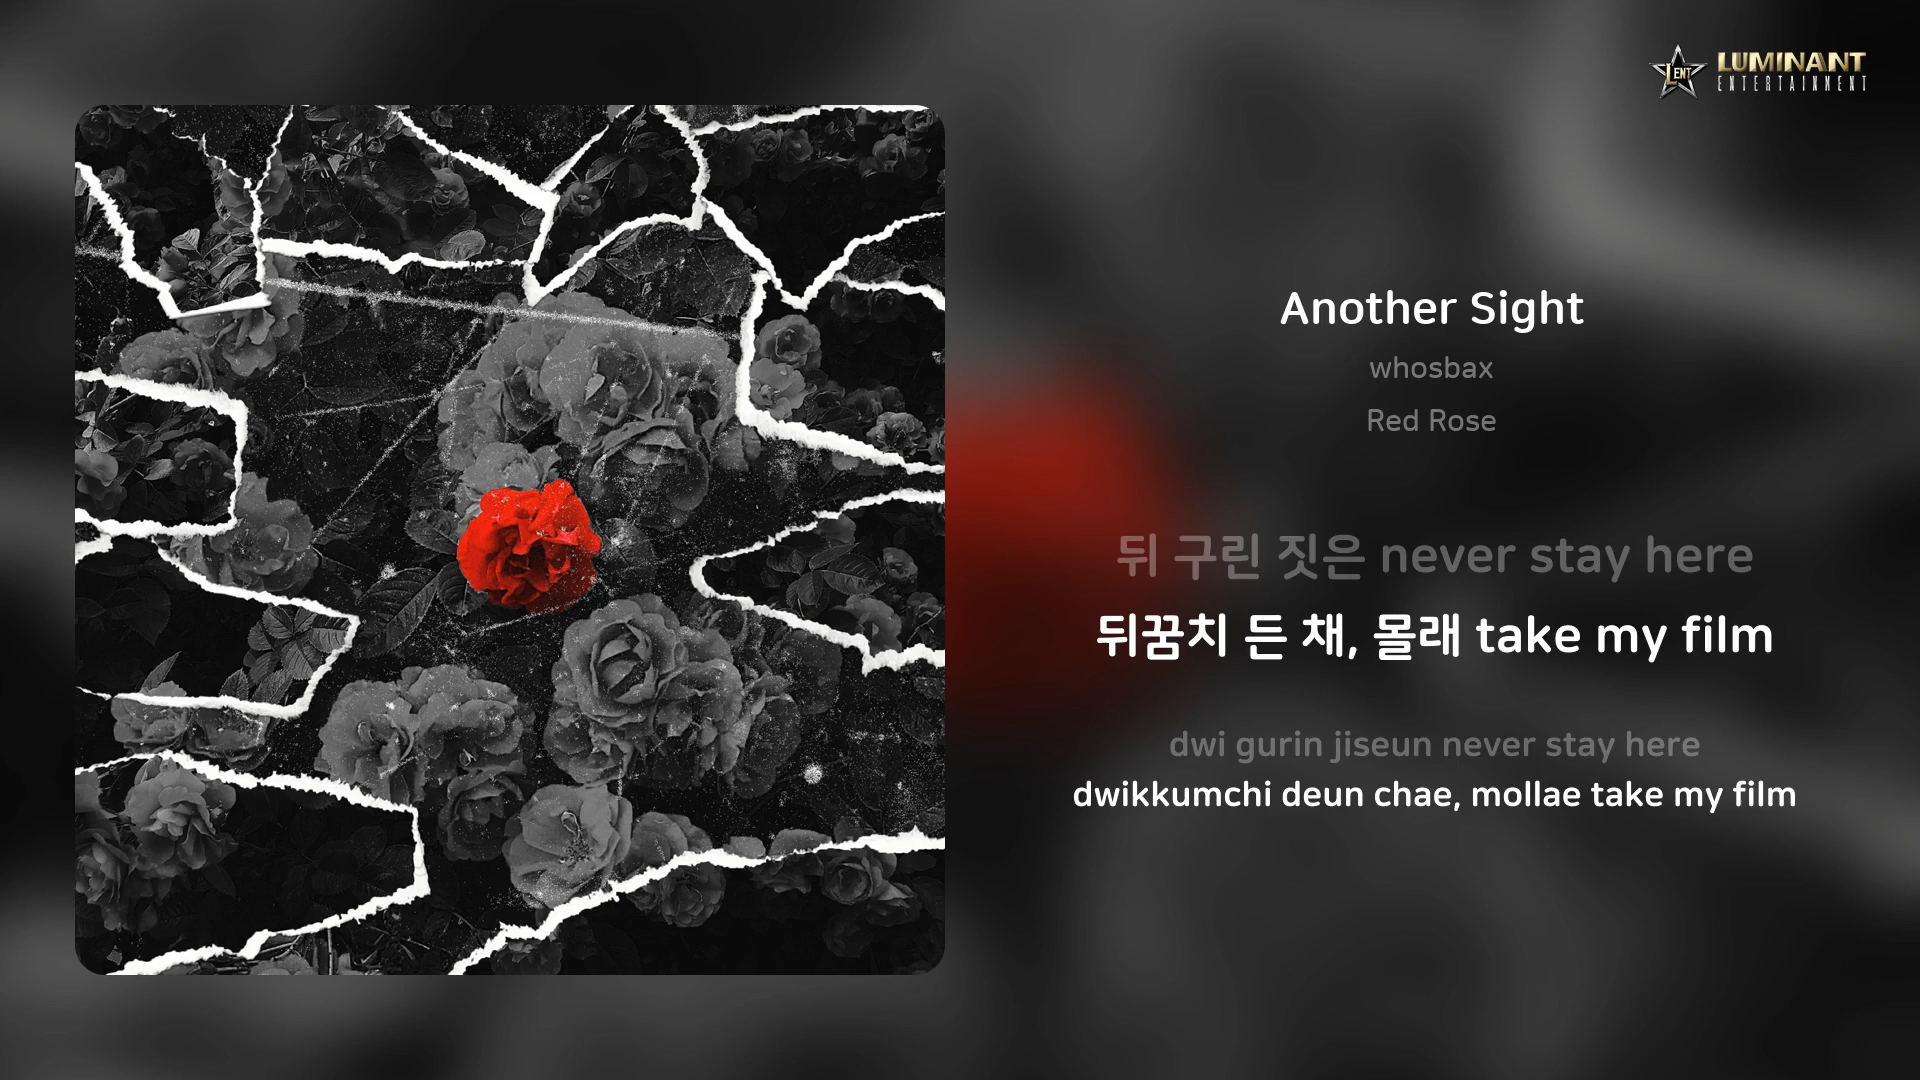 LENT
LUMINANT
ENTERTAINMENT
Another Sight
whosbax
Red Rose
뒤 구린 짓은 never stay here
뒤꿈치 든 채, 몰래 take my film
dwi gurin jiseun never stay here
dwikkumchi deun chae, mollae take my film